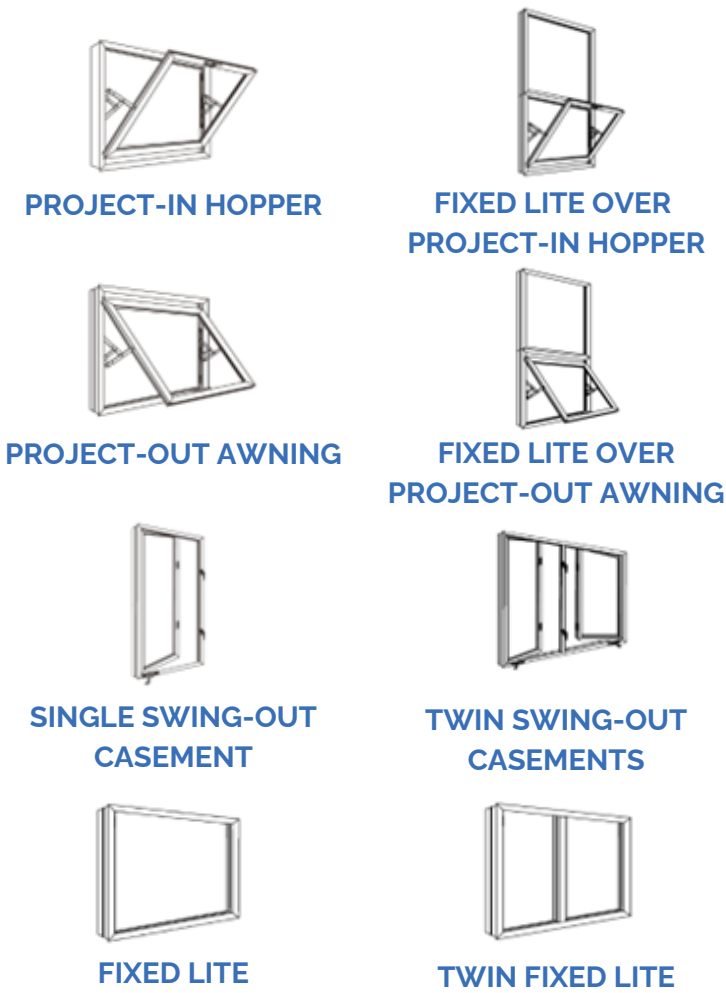 PROJECT-IN HOPPER
FIXED LITE OVER
PROJECT-IN HOPPER
PROJECT-OUT AWNING
FIXED LITE OVER
PROJECT-OUT AWNING
SINGLE SWING-OUT
CASEMENT
TWIN SWING-OUT
CASEMENTS
FIXED LITE
TWIN FIXED LITE